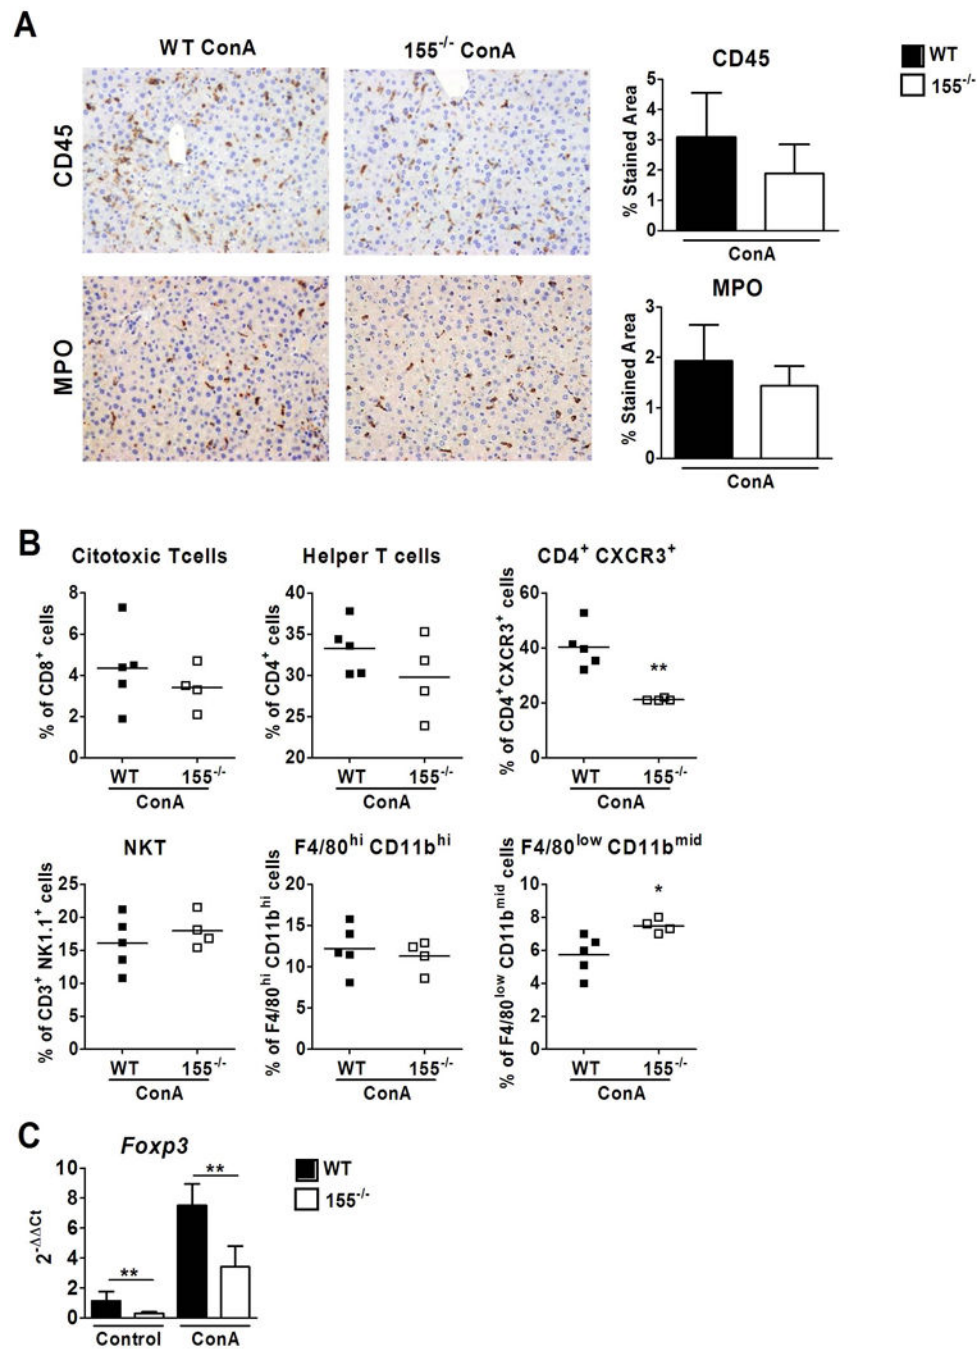 A
WT ConA
155-/- ConA
CD45
MPO
CD45
% Stained Area
5
4
3
2
1
0
ConA
WT
155-/-
MPO
% Stained Area
3
2
1
0
ConA
B
Citotoxic Tcells
% of CD8+ cells
8
6
4
2
0
WT 155-/-
ConA
Helper T cells
% of CD4+ cells
40
35
30
25
20
WT 155-/-
ConA
CD4+ CXCR3+
% of CD4+CXCR3+ cells
60
40
20
0
**
WT 155-/-
ConA
NKT
% of CD3+ NK1.1+ cells
25
20
15
10
5
0
WT 155-/-
ConA
F4/80hi CD11bhi
% of F4/80hi CD11bhi cells
20
15
10
5
0
WT 155-/-
ConA
F4/80low CD11bmid
% of F4/80low CD11bmid cells
10
8
6
4
2
0
*
WT 155-/-
ConA
C
Foxp3
2-ΔΔCt
10
8
6
4
2
0
**
**
Control ConA
WT
155-/-